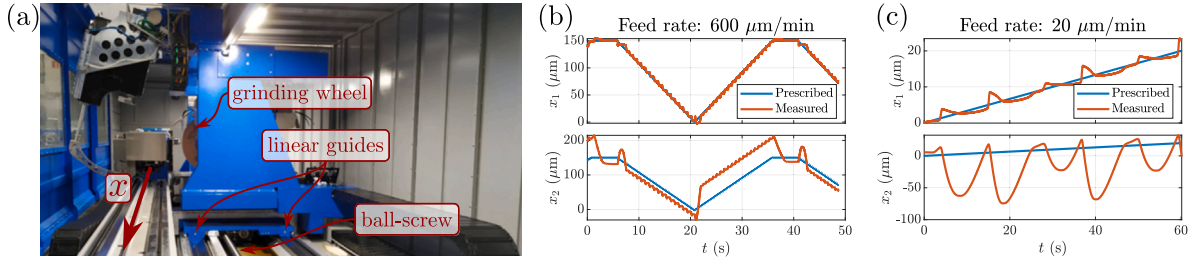 (a)
grinding wheel
linear guides
x
ball-screw
(b)
Feed rate: 600 μm/min
150
100
50
0
x₁ (μm)
Prescribed
Measured
200
100
0
x₂ (μm)
0 10 20 30 40 50
t (s)
(c)
Feed rate: 20 μm/min
20
10
0
x₁ (μm)
Prescribed
Measured
0
-50
-100
x₂ (μm)
0 20 40 60
t (s)